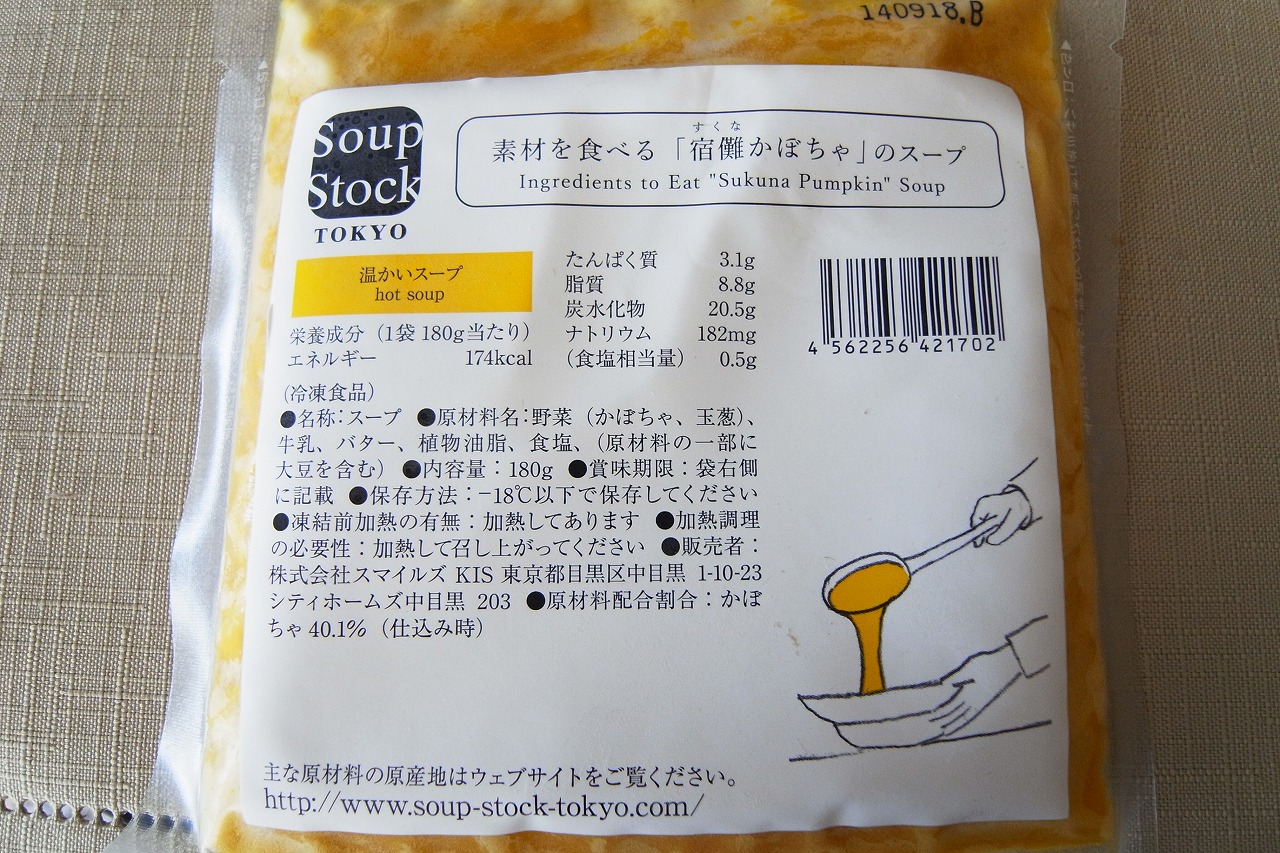 140918.B
Soup
Stock
TOKYO
すくな
素材を食べる「宿儺かぼちゃ」のスープ
Ingredients to Eat "Sukuna Pumpkin" Soup
温かいスープ
hot soup
栄養成分（1袋 180g当たり）
エネルギー 174kcal
たんぱく質 3.1g
脂質 8.8g
炭水化物 20.5g
ナトリウム 182mg
（食塩相当量） 0.5g
4 562256 421702
（冷凍食品）
●名称：スープ ●原材料名：野菜（かぼちゃ、玉葱）、
牛乳、バター、植物油脂、食塩、（原材料の一部に
大豆を含む） ●内容量：180g ●賞味期限：袋右側
に記載 ●保存方法：−18℃以下で保存してください
●凍結前加熱の有無：加熱してあります ●加熱調理
の必要性：加熱して召し上がってください ●販売者：
株式会社スマイルズ KIS 東京都目黒区中目黒 1-10-23
シティホームズ中目黒 203 ●原材料配合割合：かぼ
ちゃ 40.1%（仕込み時）
主な原材料の原産地はウェブサイトをご覧ください。
http://www.soup-stock-tokyo.com/